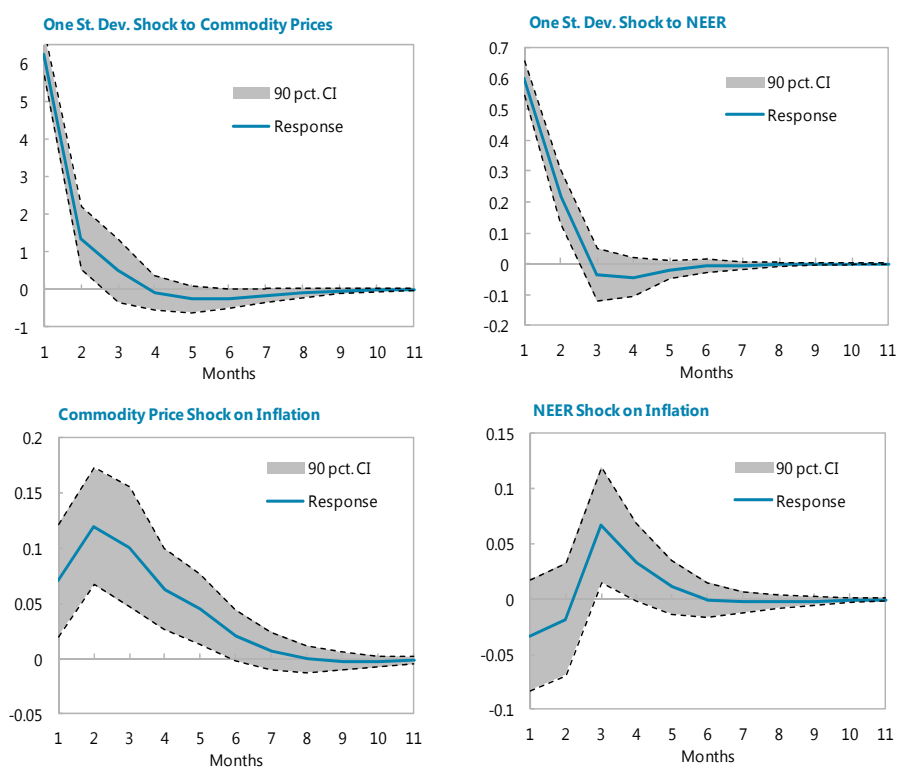 One St. Dev. Shock to Commodity Prices
6
5
4
3
2
1
0
-1
90 pct. CI
Response
1 2 3 4 5 6 7 8 9 10 11
Months
One St. Dev. Shock to NEER
0.7
0.6
0.5
0.4
0.3
0.2
0.1
0
-0.1
-0.2
90 pct. CI
Response
1 2 3 4 5 6 7 8 9 10 11
Months
Commodity Price Shock on Inflation
0.2
0.15
0.1
0.05
0
-0.05
90 pct. CI
Response
1 2 3 4 5 6 7 8 9 10 11
Months
NEER Shock on Inflation
0.15
0.1
0.05
0
-0.05
-0.1
90 pct. CI
Response
1 2 3 4 5 6 7 8 9 10 11
Months